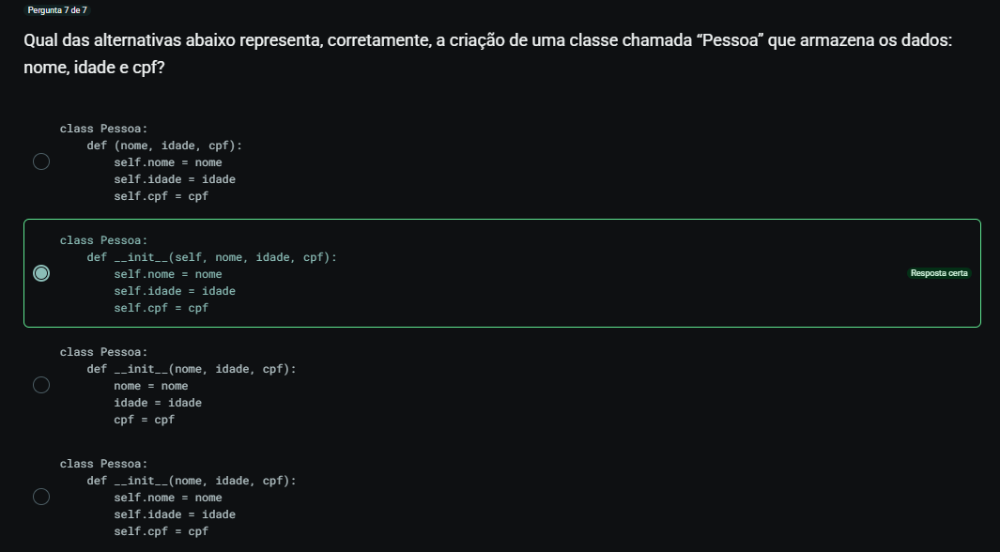 Pergunta 7 de 7
Qual das alternativas abaixo representa, corretamente, a criação de uma classe chamada “Pessoa” que armazena os dados:
nome, idade e cpf?
class Pessoa:
    def (nome, idade, cpf):
        self.nome = nome
        self.idade = idade
        self.cpf = cpf
class Pessoa:
    def __init__(self, nome, idade, cpf):
        self.nome = nome
        self.idade = idade
        self.cpf = cpf
Resposta certa
class Pessoa:
    def __init__(nome, idade, cpf):
        nome = nome
        idade = idade
        cpf = cpf
class Pessoa:
    def __init__(nome, idade, cpf):
        self.nome = nome
        self.idade = idade
        self.cpf = cpf